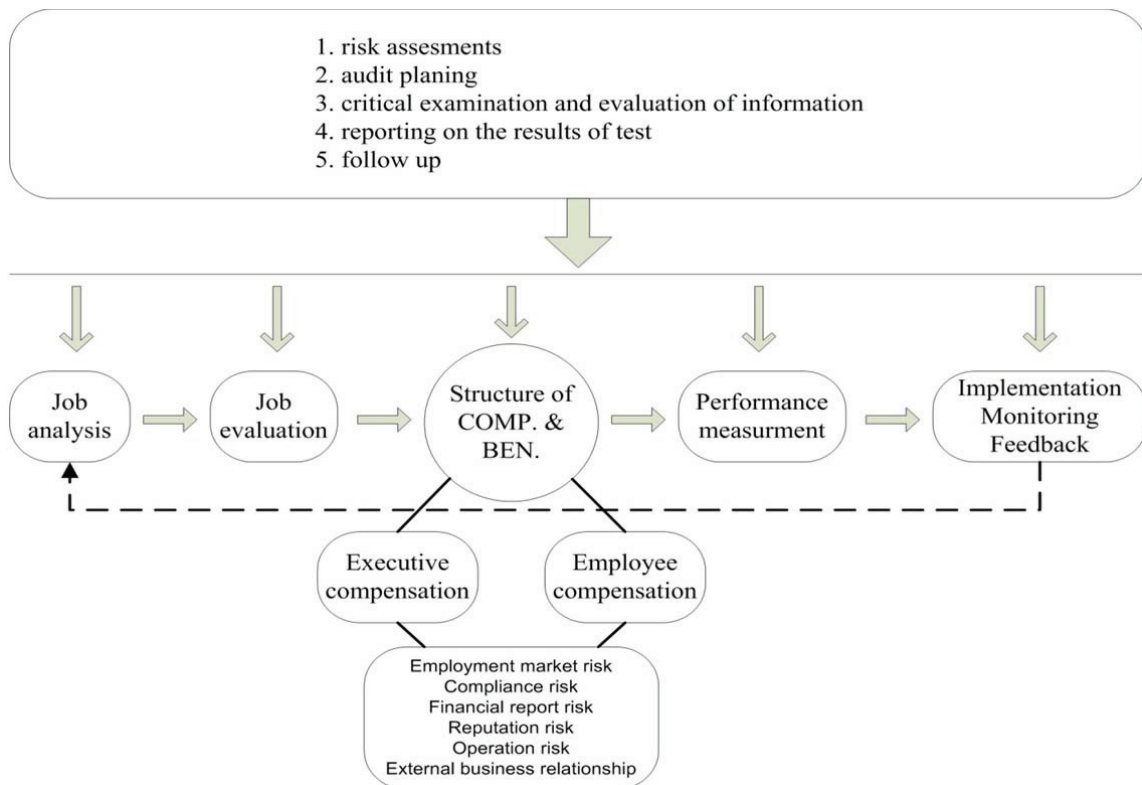 1. risk assesments
2. audit planing
3. critical examination and evaluation of information
4. reporting on the results of test
5. follow up
Job
analysis
Job
evaluation
Structure of
COMP. &
BEN.
Performance
measurment
Implementation
Monitoring
Feedback
Executive
compensation
Employee
compensation
Employment market risk
Compliance risk
Financial report risk
Reputation risk
Operation risk
External business relationship